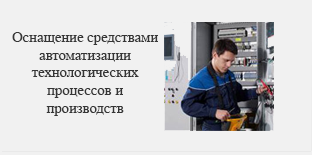 Оснащение средствами
автоматизации
технологических
процессов и
производств